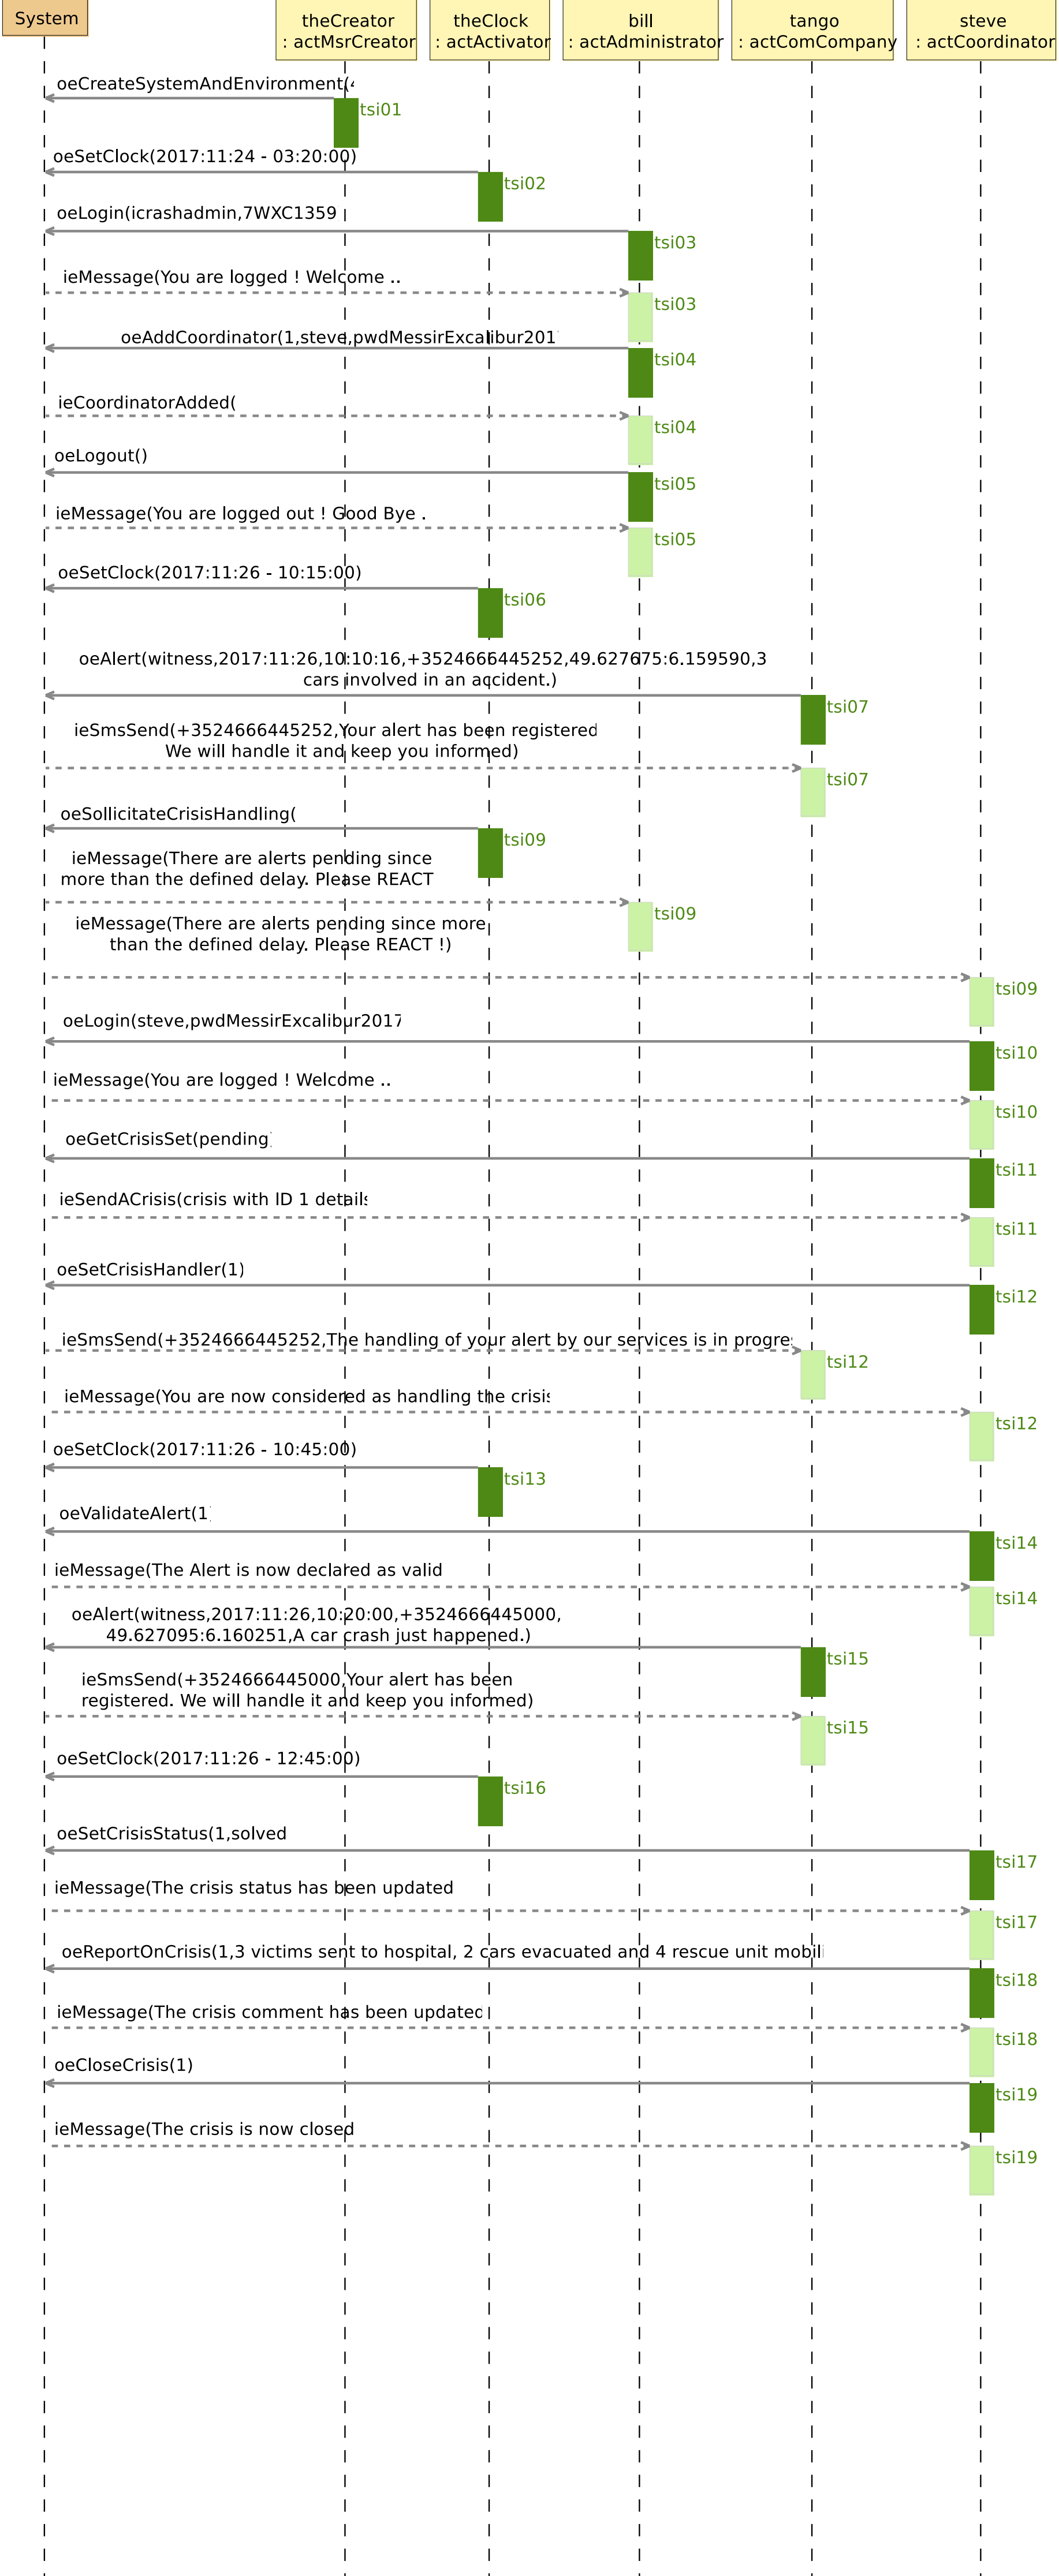 System
theCreator
: actMsrCreator
theClock
: actActivator
bill
: actAdministrator
tango
: actComCompany
steve
: actCoordinator
oeCreateSystemAndEnvironment(
tsi01
oeSetClock(2017:11:24 - 03:20:00)
tsi02
oeLogin(icrashadmin,7WXC1359
tsi03
ieMessage(You are logged ! Welcome ..
tsi03
oeAddCoordinator(1,steve,pwdMessirExcalibur201
tsi04
ieCoordinatorAdded(
tsi04
oeLogout()
tsi05
ieMessage(You are logged out ! Good Bye .
tsi05
oeSetClock(2017:11:26 - 10:15:00)
tsi06
oeAlert(witness,2017:11:26,10:10:16,+3524666445252,49.627675:6.159590,3
cars involved in an accident.)
tsi07
ieSmsSend(+3524666445252,Your alert has been registered
We will handle it and keep you informed)
tsi07
oeSollicitateCrisisHandling(
tsi09
ieMessage(There are alerts pending since
more than the defined delay. Please REACT
tsi09
ieMessage(There are alerts pending since more
than the defined delay. Please REACT !)
tsi09
oeLogin(steve,pwdMessirExcalibur2017
tsi10
ieMessage(You are logged ! Welcome ..
tsi10
oeGetCrisisSet(pending)
tsi11
ieSendACrisis(crisis with ID 1 details
tsi11
oeSetCrisisHandler(1)
tsi12
ieSmsSend(+3524666445252,The handling of your alert by our services is in progre
tsi12
ieMessage(You are now considered as handling the crisis
tsi12
oeSetClock(2017:11:26 - 10:45:00)
tsi13
oeValidateAlert(1)
tsi14
ieMessage(The Alert is now declared as valid
tsi14
oeAlert(witness,2017:11:26,10:20:00,+3524666445000,
49.627095:6.160251,A car crash just happened.)
tsi15
ieSmsSend(+3524666445000,Your alert has been
registered. We will handle it and keep you informed)
tsi15
oeSetClock(2017:11:26 - 12:45:00)
tsi16
oeSetCrisisStatus(1,solved
tsi17
ieMessage(The crisis status has been updated
tsi17
oeReportOnCrisis(1,3 victims sent to hospital, 2 cars evacuated and 4 rescue unit mobili
tsi18
ieMessage(The crisis comment has been updated
tsi18
oeCloseCrisis(1)
tsi19
ieMessage(The crisis is now closed
tsi19